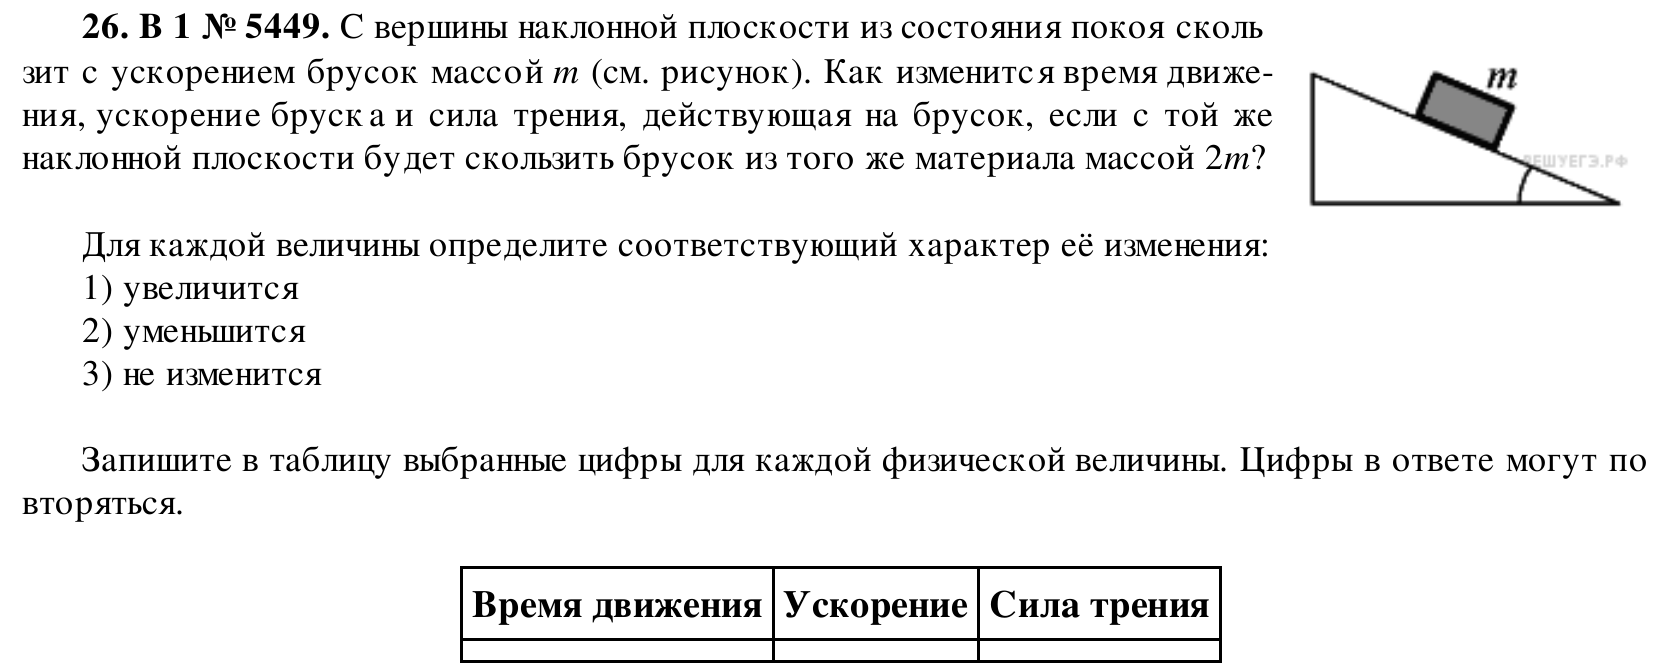 26. В 1 № 5449. С вершины наклонной плоскости из состояния покоя сколь
зит с ускорением брусок массой m (см. рисунок). Как изменится время движе-
ния, ускорение бруска и сила трения, действующая на брусок, если с той же
наклонной плоскости будет скользить брусок из того же материала массой 2m?
m
РЕШУЕГЭ.РФ
Для каждой величины определите соответствующий характер её изменения:
1) увеличится
2) уменьшится
3) не изменится
Запишите в таблицу выбранные цифры для каждой физической величины. Цифры в ответе могут по
вторяться.
Время движения Ускорение Сила трения